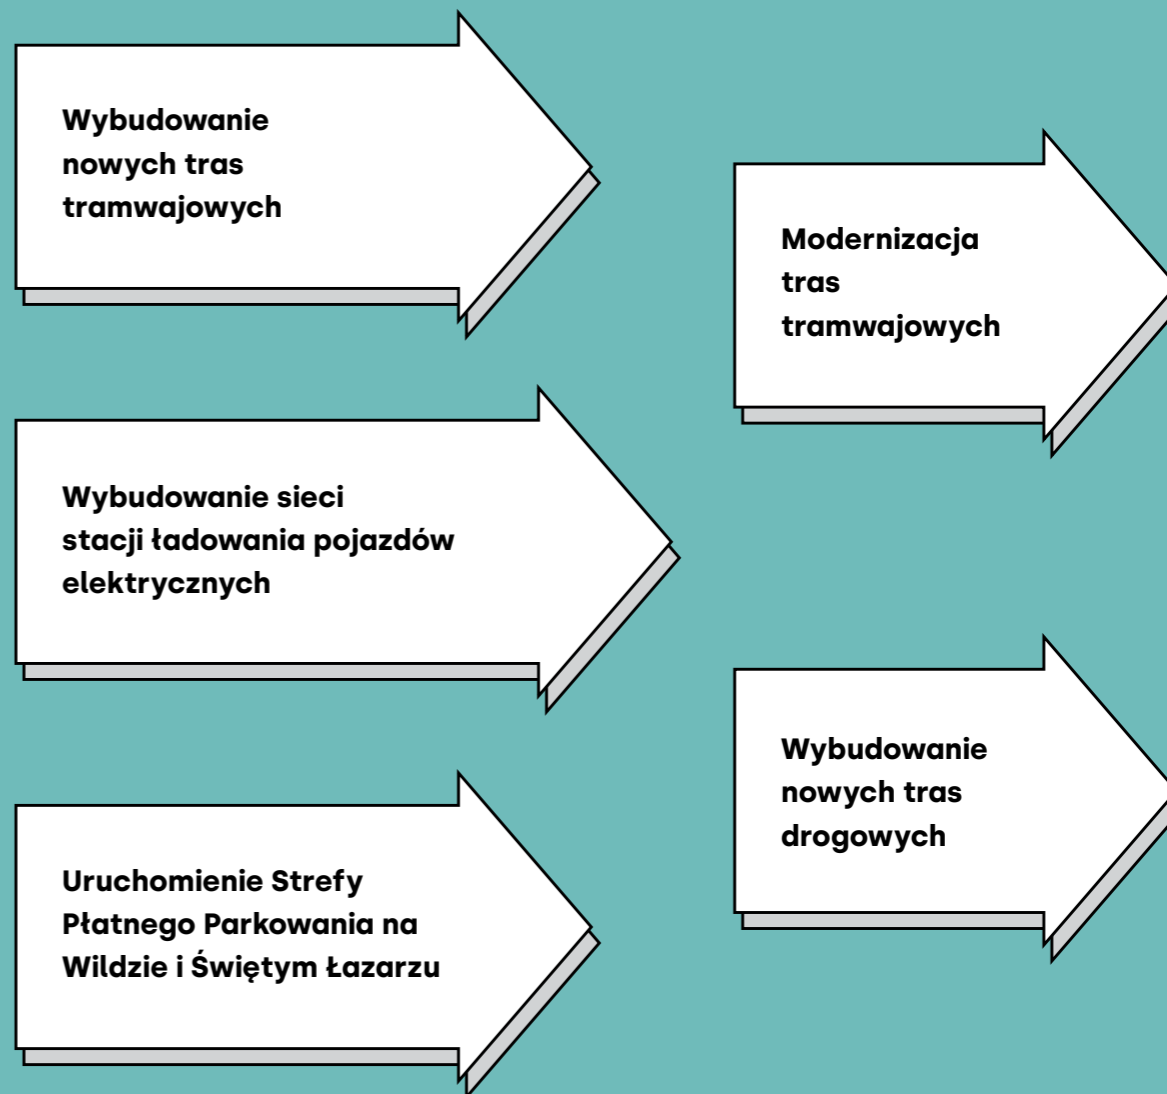 Wybudowanie
nowych tras
tramwajowych
Modernizacja
tras
tramwajowych
Wybudowanie sieci
stacji ładowania pojazdów
elektrycznych
Wybudowanie
nowych tras
drogowych
Uruchomienie Strefy
Płatnego Parkowania na
Wildzie i Świętym Łazarzu